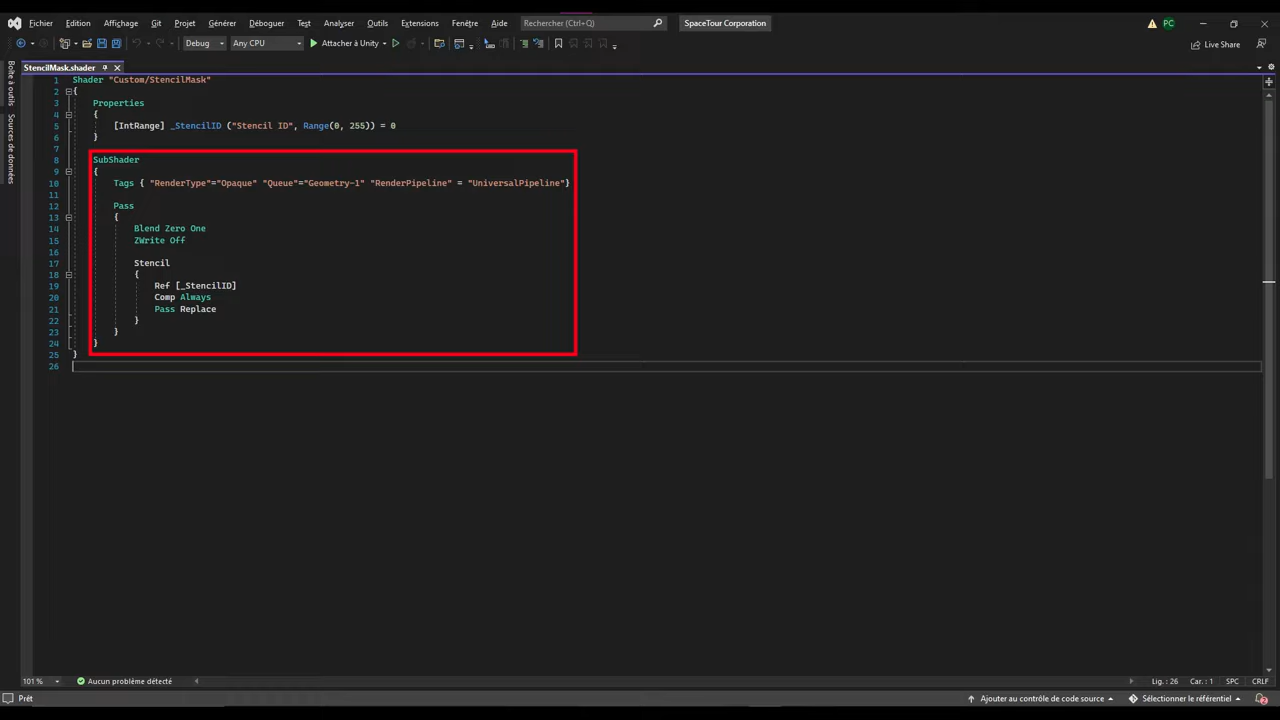 Fichier Edition Affichage Git Projet Générer Déboguer Test Analyser Outils Extensions Fenêtre Aide Rechercher (Ctrl+Q) SpaceTour Corporation PC
Debug Any CPU Attacher à Unity Live Share
StencilMask.shader
Boîte à outils
Sources de données
1 Shader "Custom/StencilMask"
2 {
3 Properties
4 {
5 [IntRange] _StencilID ("Stencil ID", Range(0, 255)) = 0
6 }
7
8 SubShader
9 {
10 Tags { "RenderType"="Opaque" "Queue"="Geometry-1" "RenderPipeline" = "UniversalPipeline"}
11
12 Pass
13 {
14 Blend Zero One
15 ZWrite Off
16
17 Stencil
18 {
19 Ref [_StencilID]
20 Comp Always
21 Pass Replace
22 }
23 }
24 }
25 }
26
101 % Aucun problème détecté Lig. : 26 Car. : 1 SPC CRLF
Prêt Ajouter au contrôle de code source Sélectionner le référentiel 2